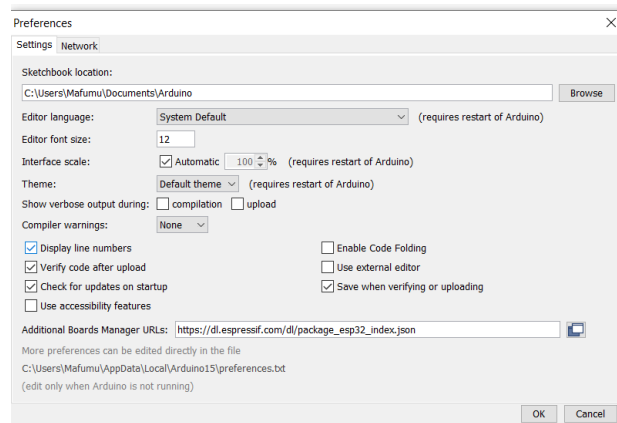 Preferences
Settings Network
Sketchbook location:
C:\Users\Mafumu\Documents\Arduino Browse
Editor language: System Default (requires restart of Arduino)
Editor font size: 12
Interface scale: Automatic 100 % (requires restart of Arduino)
Theme: Default theme (requires restart of Arduino)
Show verbose output during: compilation upload
Compiler warnings: None
Display line numbers Enable Code Folding
Verify code after upload Use external editor
Check for updates on startup Save when verifying or uploading
Use accessibility features
Additional Boards Manager URLs: https://dl.espressif.com/dl/package_esp32_index.json
More preferences can be edited directly in the file
C:\Users\Mafumu\AppData\Local\Arduino15\preferences.txt
(edit only when Arduino is not running)
OK Cancel